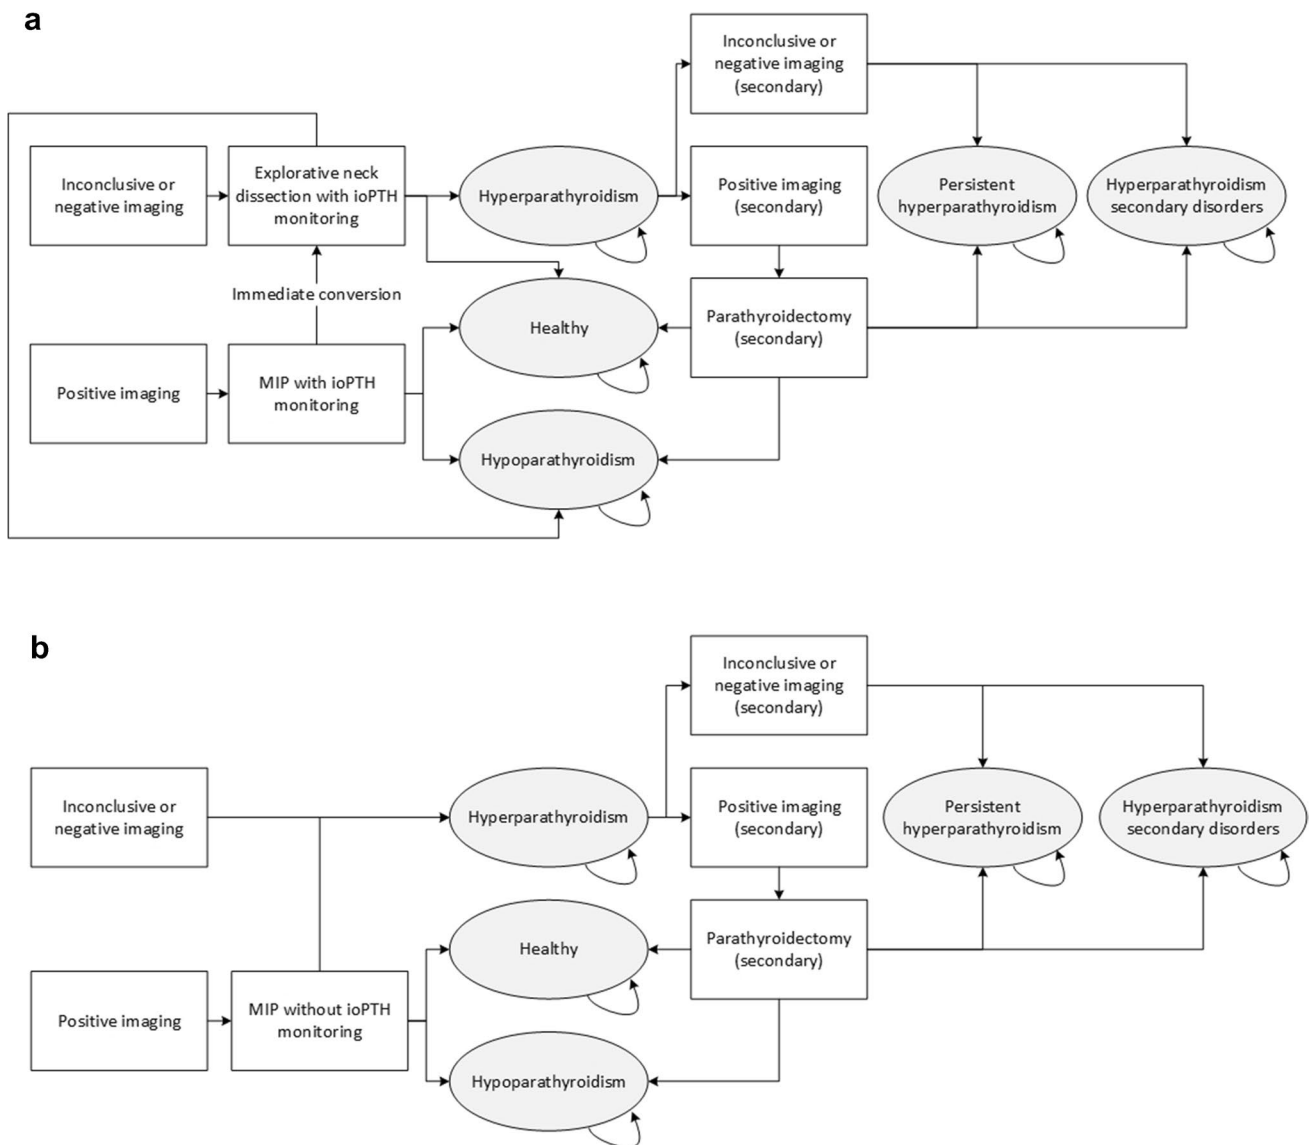 a
Inconclusive or
negative imaging
(secondary)
Inconclusive or
negative imaging
Explorative neck
dissection with ioPTH
monitoring
Hyperparathyroidism
Positive imaging
(secondary)
Persistent
hyperparathyroidism
Hyperparathyroidism
secondary disorders
Immediate conversion
Healthy
Parathyroidectomy
(secondary)
Positive imaging
MIP with ioPTH
monitoring
Hypoparathyroidism
b
Inconclusive or
negative imaging
(secondary)
Inconclusive or
negative imaging
Hyperparathyroidism
Positive imaging
(secondary)
Persistent
hyperparathyroidism
Hyperparathyroidism
secondary disorders
Healthy
Parathyroidectomy
(secondary)
Positive imaging
MIP without ioPTH
monitoring
Hypoparathyroidism